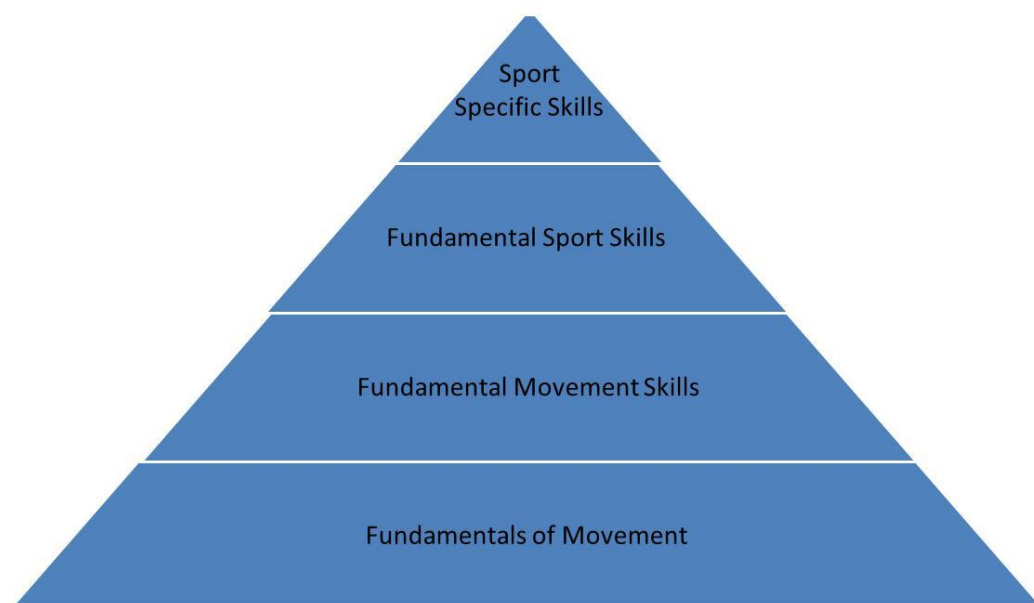 Sport
Specific Skills
Fundamental Sport Skills
Fundamental Movement Skills
Fundamentals of Movement